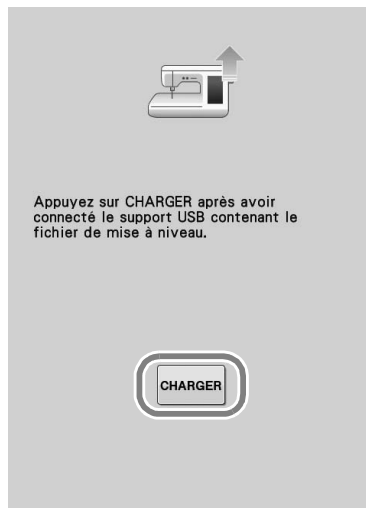 Appuyez sur CHARGER après avoir
connecté le support USB contenant le
fichier de mise à niveau.
CHARGER